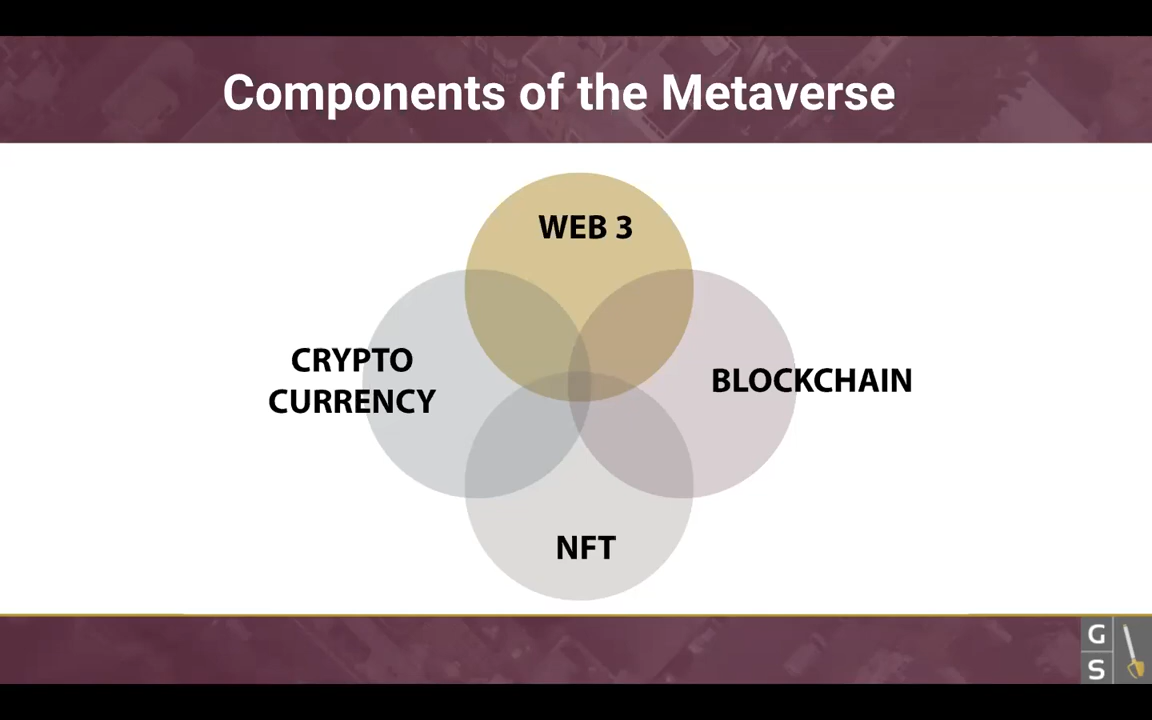 Components of the Metaverse
WEB 3
CRYPTO
CURRENCY
BLOCKCHAIN
NFT
G
S